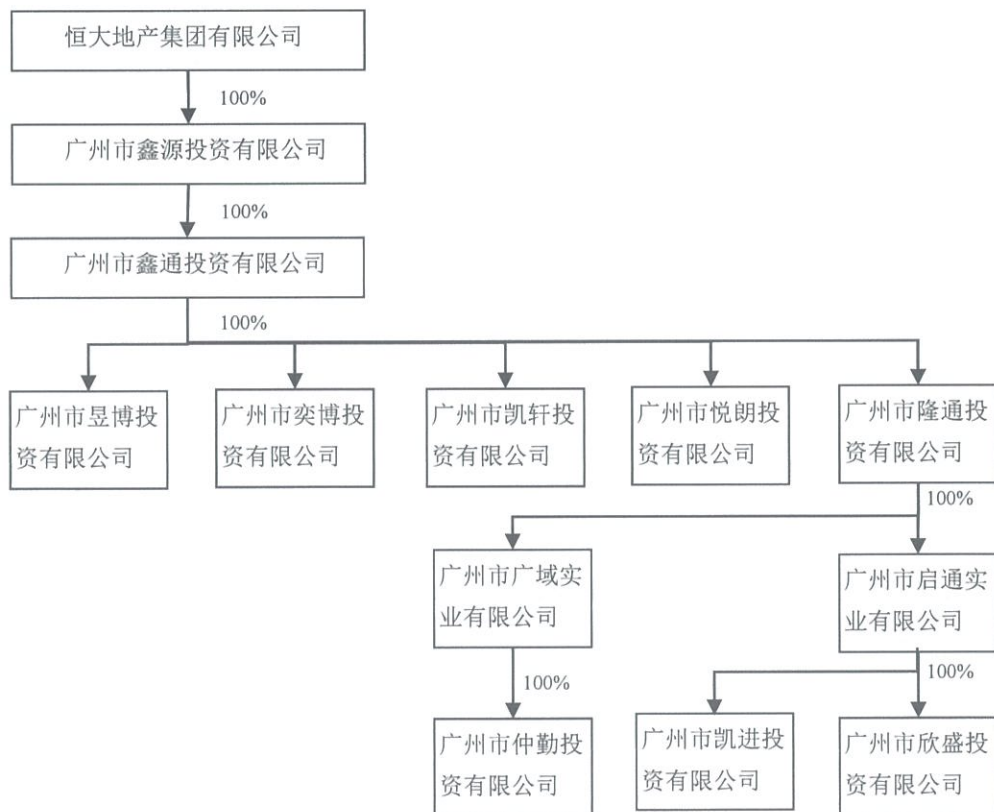 恒大地产集团有限公司
100%
广州市鑫源投资有限公司
100%
广州市鑫通投资有限公司
100%
广州市昱博投
资有限公司
广州市奕博投
资有限公司
广州市凯轩投
资有限公司
广州市悦朗投
资有限公司
广州市隆通投
资有限公司
100%
广州市广域实
业有限公司
广州市启通实
业有限公司
100%
100%
广州市仲勤投
资有限公司
广州市凯进投
资有限公司
广州市欣盛投
资有限公司